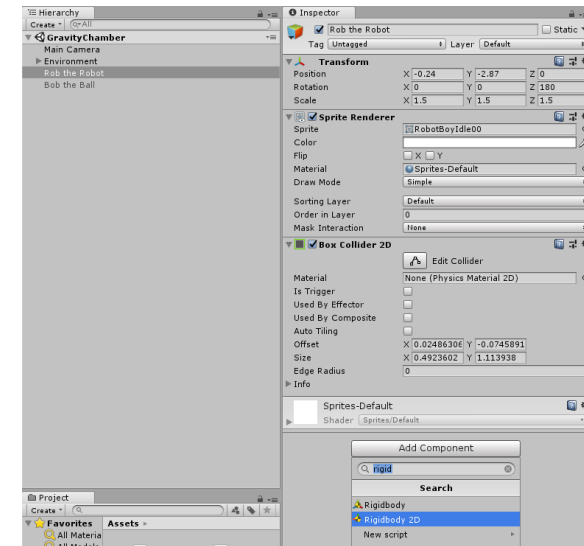 Hierarchy
Create
All
GravityChamber
Main Camera
Environment
Rob the Robot
Bob the Ball
Project
Create
Favorites
All Materia
Assets
Inspector
Rob the Robot
Static
Tag Untagged Layer Default
Transform
Position X -0.24 Y -2.87 Z 0
Rotation X 0 Y 0 Z 180
Scale X 1.5 Y 1.5 Z 1.5
Sprite Renderer
Sprite RobotBoyIdle00
Color
Flip X Y
Material Sprites-Default
Draw Mode Simple
Sorting Layer Default
Order in Layer 0
Mask Interaction None
Box Collider 2D
Edit Collider
Material None (Physics Material 2D)
Is Trigger
Used By Effector
Used By Composite
Auto Tiling
Offset X 0.02486306 Y -0.0745891
Size X 0.4923602 Y 1.113938
Edge Radius 0
Info
Sprites-Default
Shader Sprites/Default
Add Component
rigid
Search
Rigidbody
Rigidbody 2D
New script